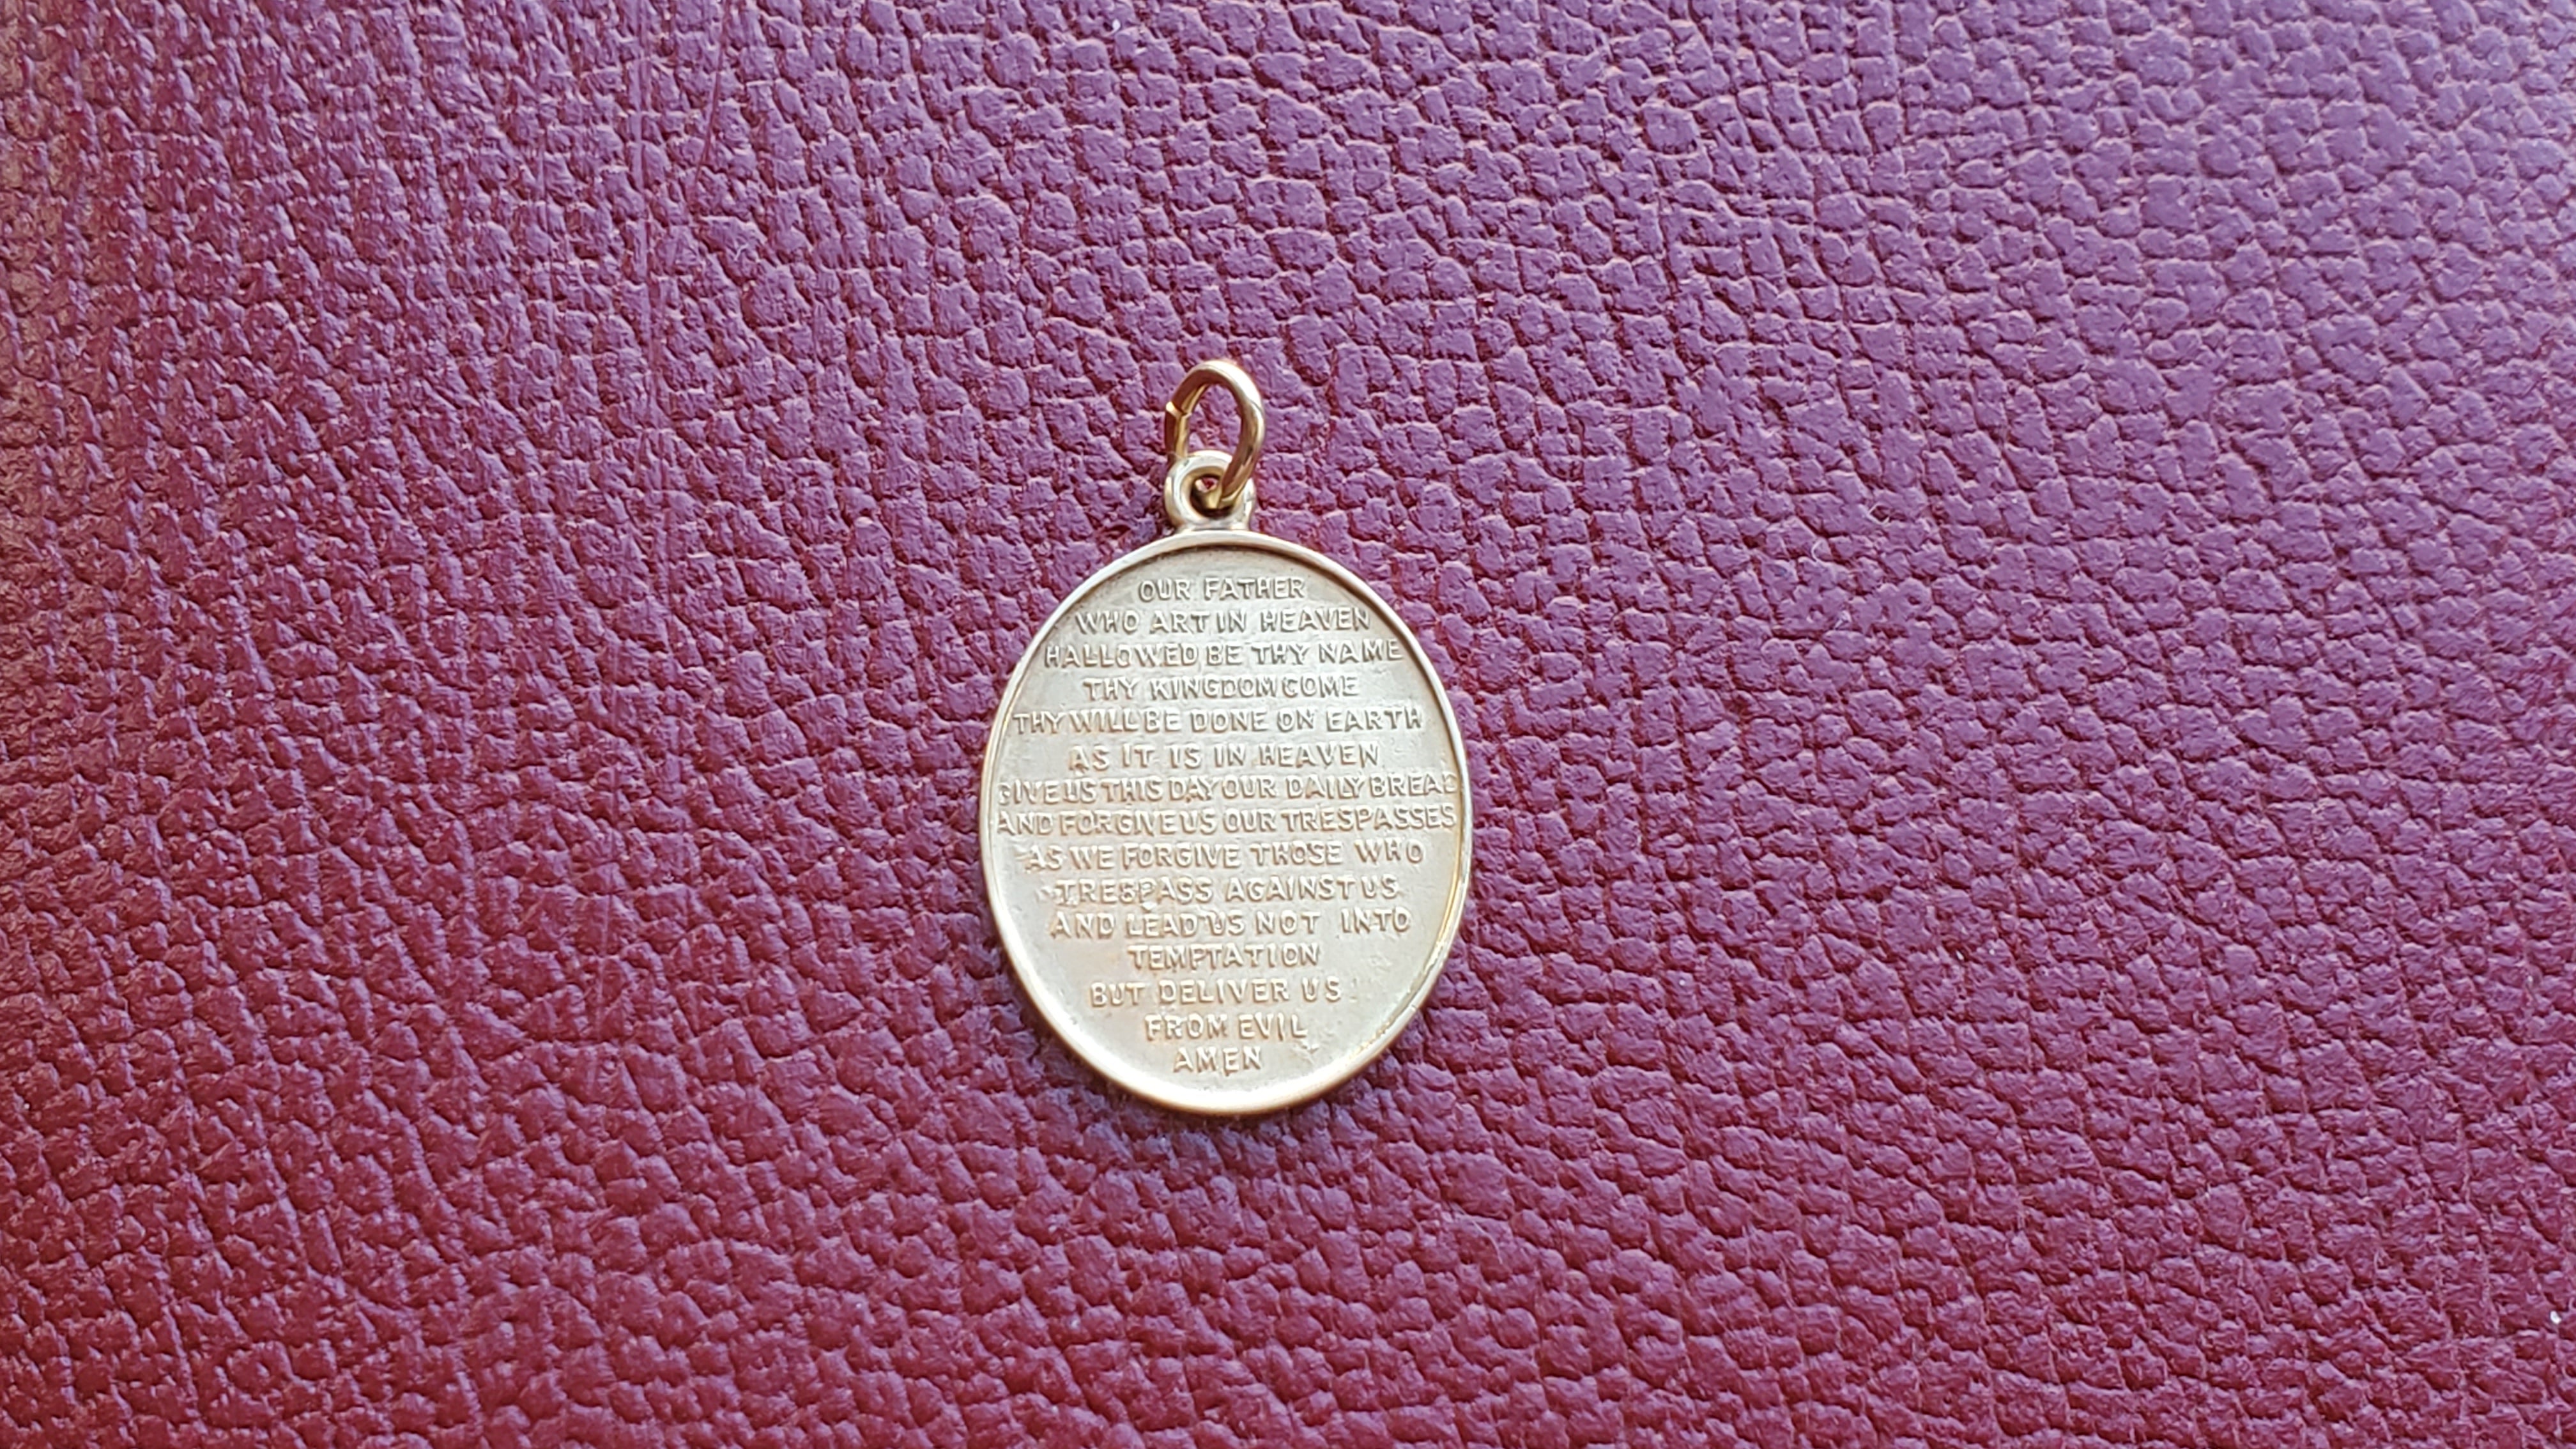 OUR FATHER
WHO ART IN HEAVEN
HALLOWED BE THY NAME
THY KINGDOM COME
THY WILL BE DONE ON EARTH
AS IT IS IN HEAVEN
GIVE US THIS DAY OUR DAILY BREAD
AND FORGIVE US OUR TRESPASSES
AS WE FORGIVE THOSE WHO
TRESPASS AGAINST US
AND LEAD US NOT INTO
TEMPTATION
BUT DELIVER US
FROM EVIL
AMEN